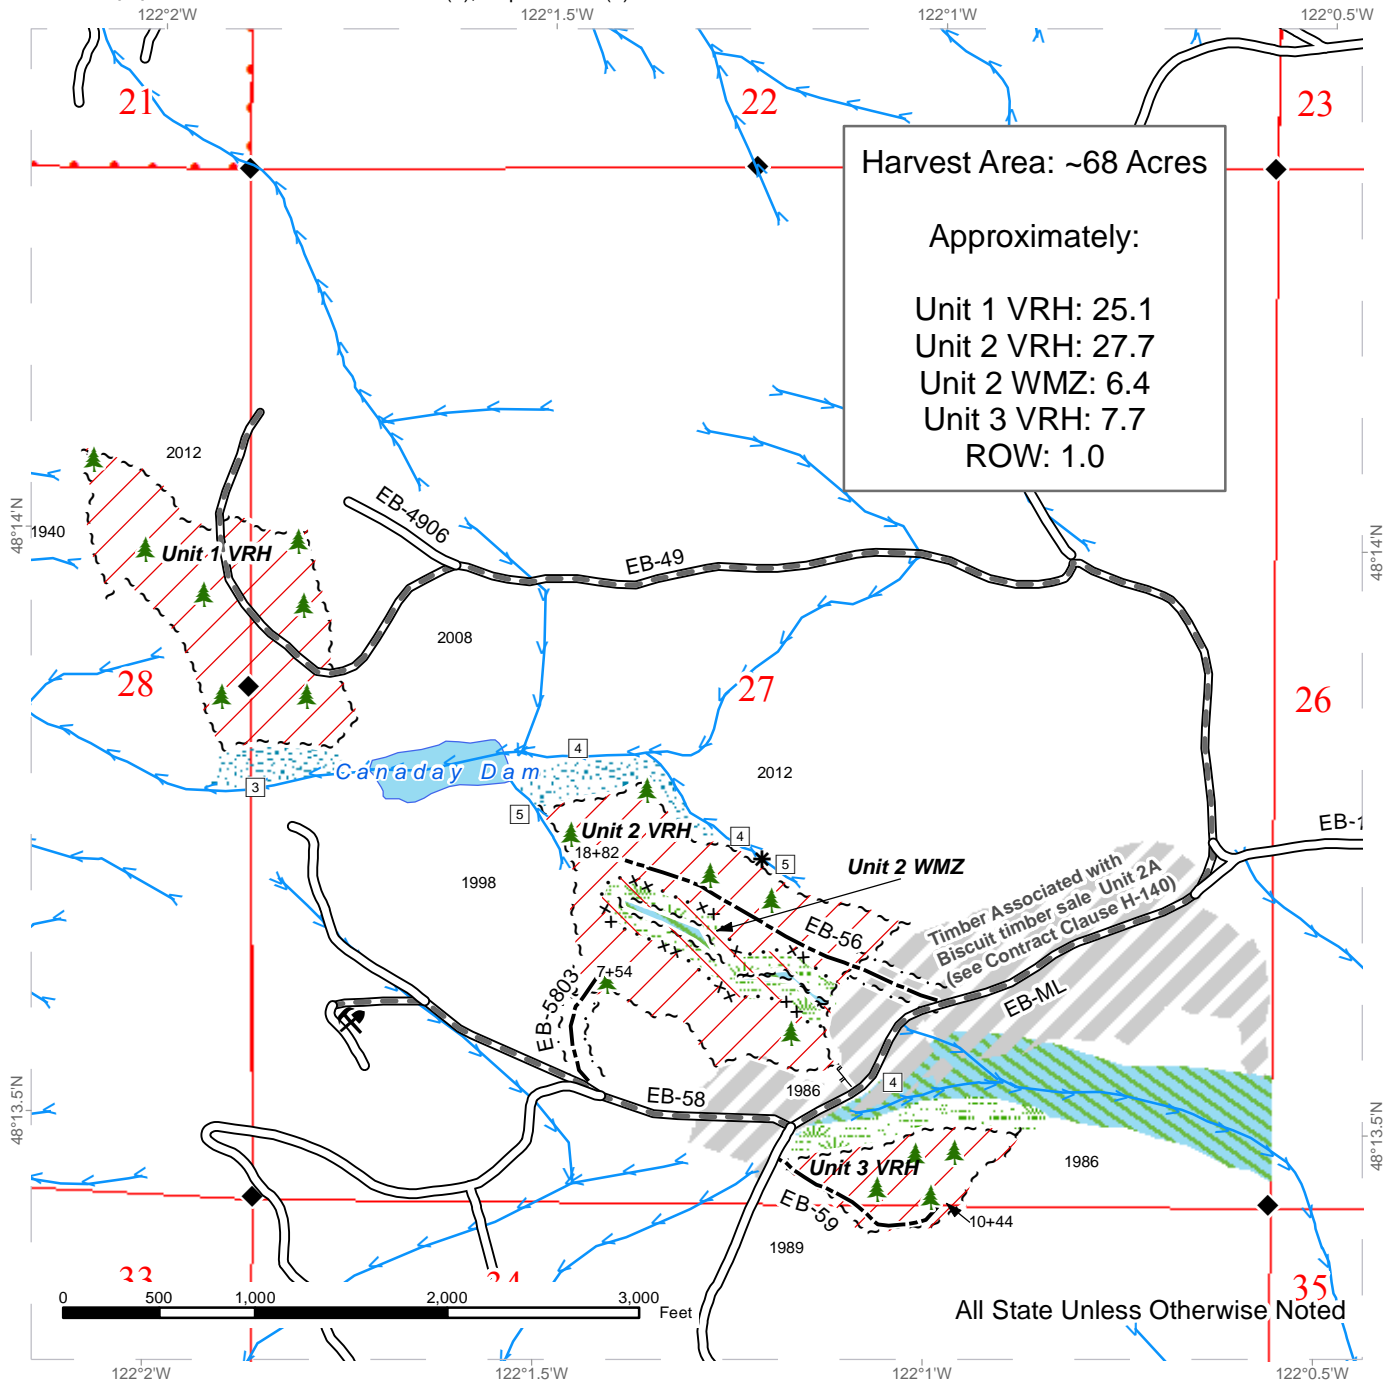 122°2'W
122°1.5'W
122°1'W
122°0.5'W
21
22
23
Harvest Area: ~68 Acres
Approximately:
Unit 1 VRH: 25.1
Unit 2 VRH: 27.7
Unit 2 WMZ: 6.4
Unit 3 VRH: 7.7
ROW: 1.0
2012
EB-4906
48°14'N
1940
Unit 1 VRH
EB-49
48°14'N
2008
28
27
26
4
Canaday Dam
2012
3
5
Unit 2 VRH
4
EB-1
18+82
5
Unit 2 WMZ
1998
Timber Associated with
Biscuit timber sale Unit 2A
(see Contract Clause H-140)
EB-56
7+54
EB-5803
EB-ML
4
1986
EB-58
48°13.5'N
48°13.5'N
Unit 3 VRH
1986
EB-59
10+44
1989
33
34
35
0
500
1,000
2,000
3,000
Feet
All State Unless Otherwise Noted
122°2'W
122°1.5'W
122°1'W
122°0.5'W